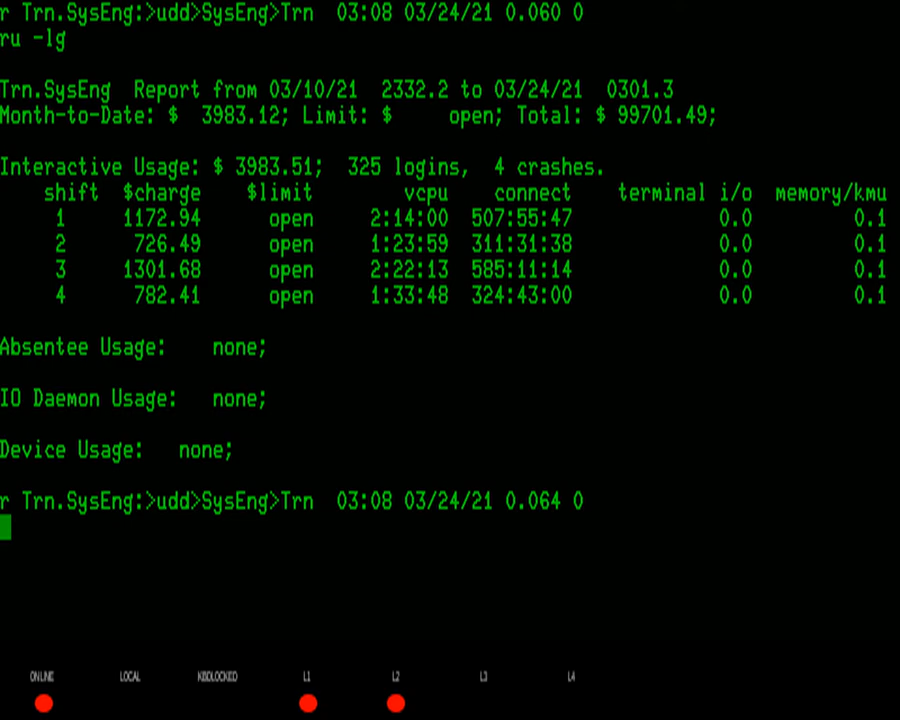 r Trn.SysEng:>udd>SysEng>Trn  03:08 03/24/21 0.060 0
ru -lg
Trn.SysEng  Report from 03/10/21  2332.2 to 03/24/21  0301.3
Month-to-Date: $  3983.12; Limit: $     open; Total: $ 99701.49;
Interactive Usage: $ 3983.51;  325 logins,  4 crashes.
shift  $charge    $limit        vcpu    connect    terminal i/o  memory/kmu
1     1172.94      open     2:14:00  507:55:47             0.0         0.1
2      726.49      open     1:23:59  311:31:38             0.0         0.1
3     1301.68      open     2:22:13  585:11:14             0.0         0.1
4      782.41      open     1:33:48  324:43:00             0.0         0.1
Absentee Usage:    none;
IO Daemon Usage:   none;
Device Usage:   none;
r Trn.SysEng:>udd>SysEng>Trn  03:08 03/24/21 0.064 0
ONLINE LOCAL KBDLOCKED L1 L2 L3 L4